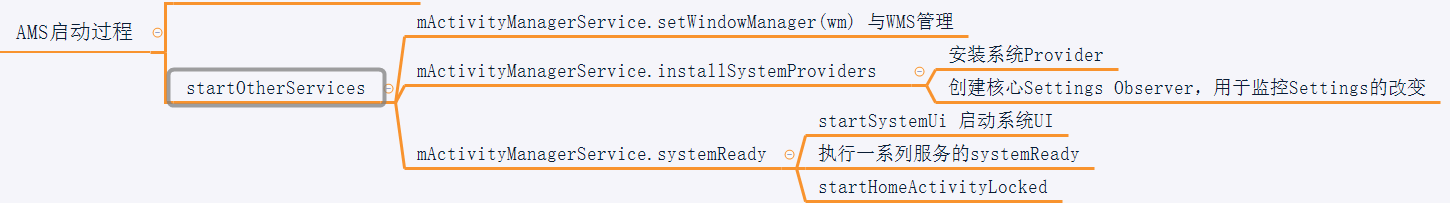 AMS启动过程
startOtherServices
mActivityManagerService.setWindowManager(wm) 与WMS管理
mActivityManagerService.installSystemProviders
安装系统Provider
创建核心Settings Observer，用于监控Settings的改变
mActivityManagerService.systemReady
startSystemUi 启动系统UI
执行一系列服务的systemReady
startHomeActivityLocked